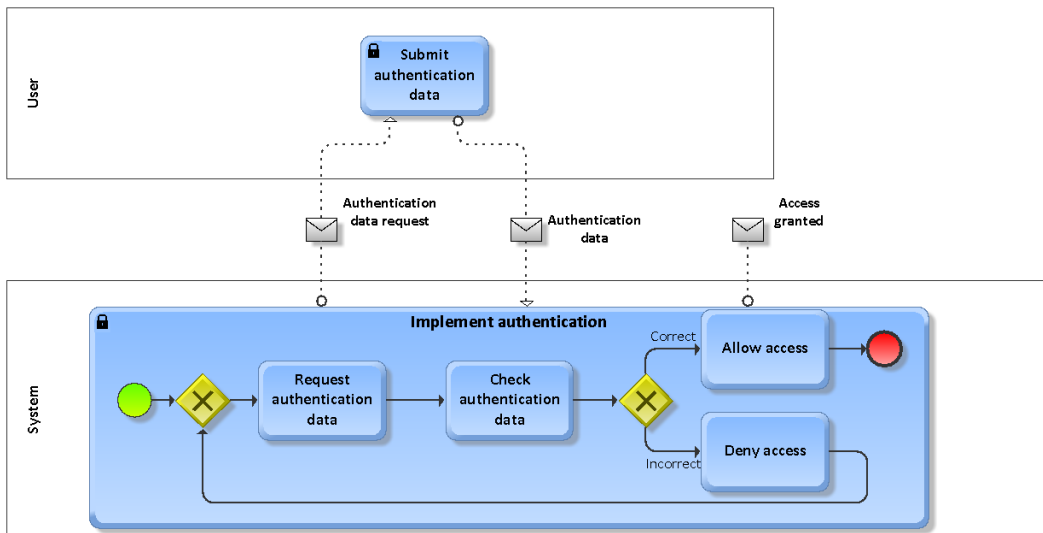 User
Submit
authentication
data
Authentication
data request
Authentication
data
Access
granted
System
Implement authentication
Request
authentication
data
Check
authentication
data
Correct
Incorrect
Allow access
Deny access